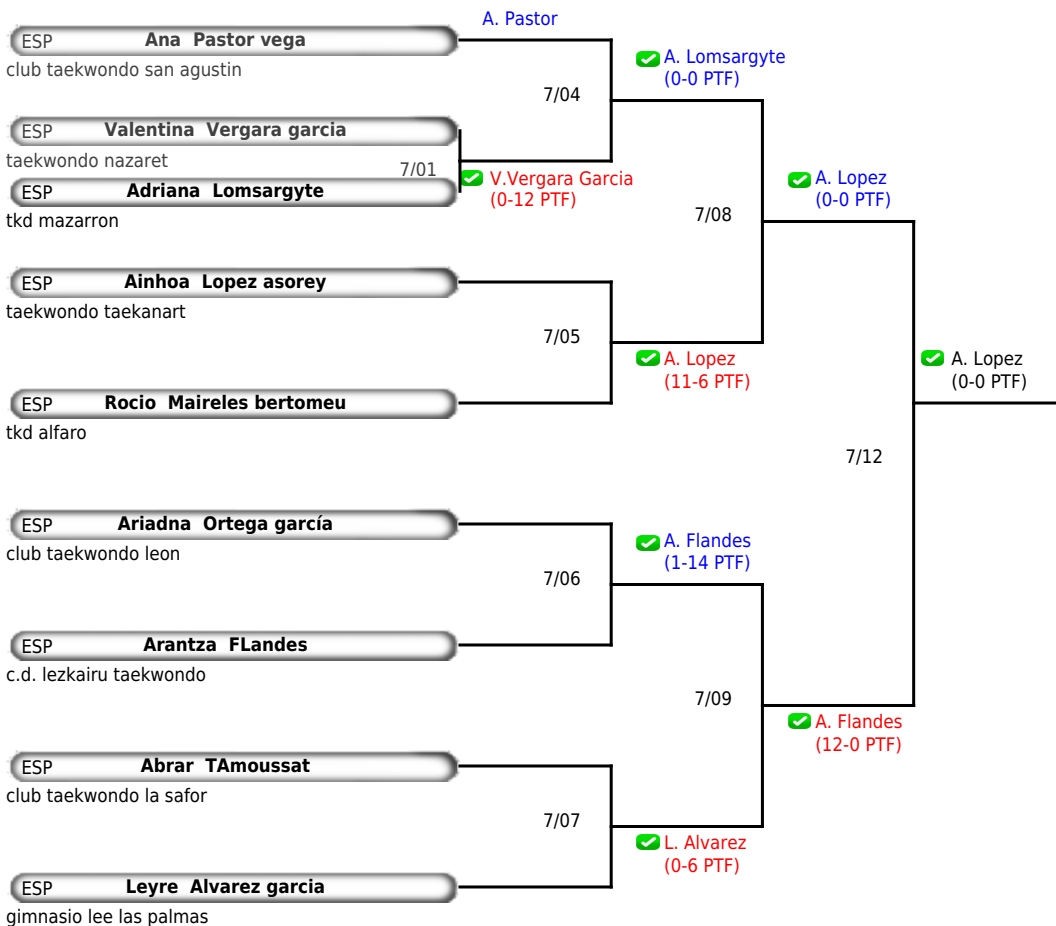 A. Pastor
ESP Ana Pastor vega
club taekwondo san agustin
A. Lomsargyte
(0-0 PTF)
7/04
ESP Valentina Vergara garcia
taekwondo nazaret
7/01
V.Vergara Garcia
(0-12 PTF)
ESP Adriana Lomsargyte
tkd mazarron
A. Lopez
(0-0 PTF)
7/08
ESP Ainhoa Lopez asorey
taekwondo taekanart
7/05
A. Lopez
(11-6 PTF)
A. Lopez
(0-0 PTF)
ESP Rocio Maireles bertomeu
tkd alfaro
7/12
ESP Ariadna Ortega garcía
club taekwondo leon
A. Flandes
(1-14 PTF)
7/06
ESP Arantza FLandes
c.d. lezkairu taekwondo
7/09
A. Flandes
(12-0 PTF)
ESP Abrar TAmoussat
club taekwondo la safor
7/07
L. Alvarez
(0-6 PTF)
ESP Leyre Alvarez garcia
gimnasio lee las palmas